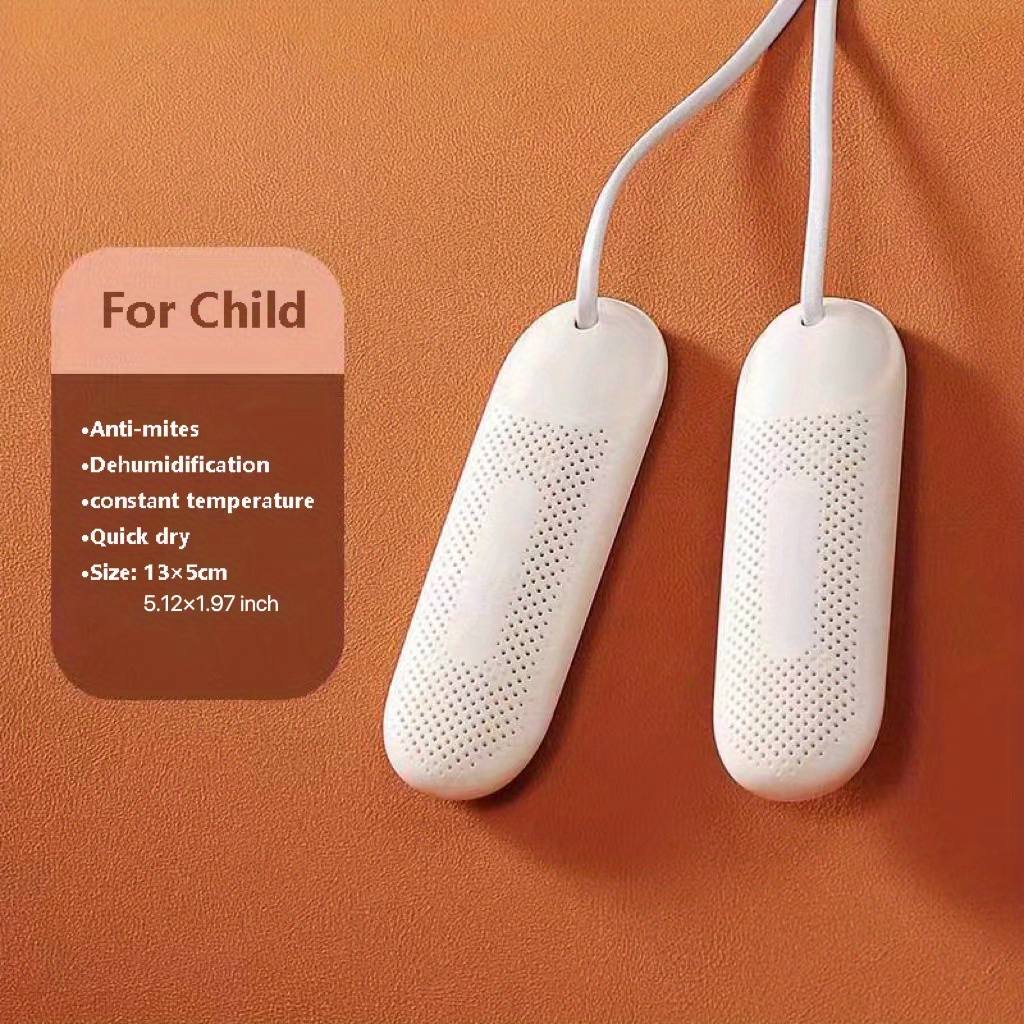 For Child
•Anti-mites
•Dehumidification
•constant temperature
•Quick dry
•Size: 13×5cm
5.12×1.97 inch